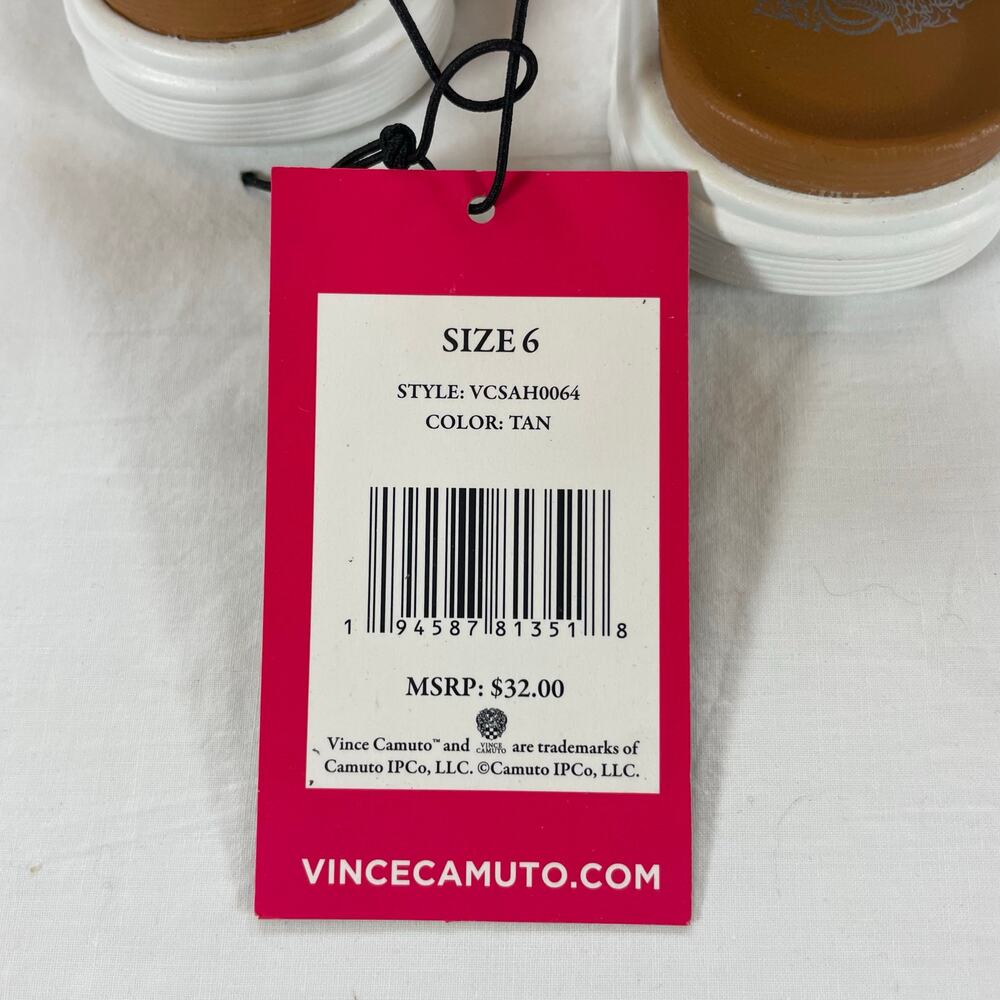 SIZE 6
STYLE: VCSAH0064
COLOR: TAN
1 94587 81351 8
MSRP: $32.00
Vince Camuto™ and VINCE CAMUTO are trademarks of
Camuto IPCo, LLC. ©Camuto IPCo, LLC.
VINCECAMUTO.COM